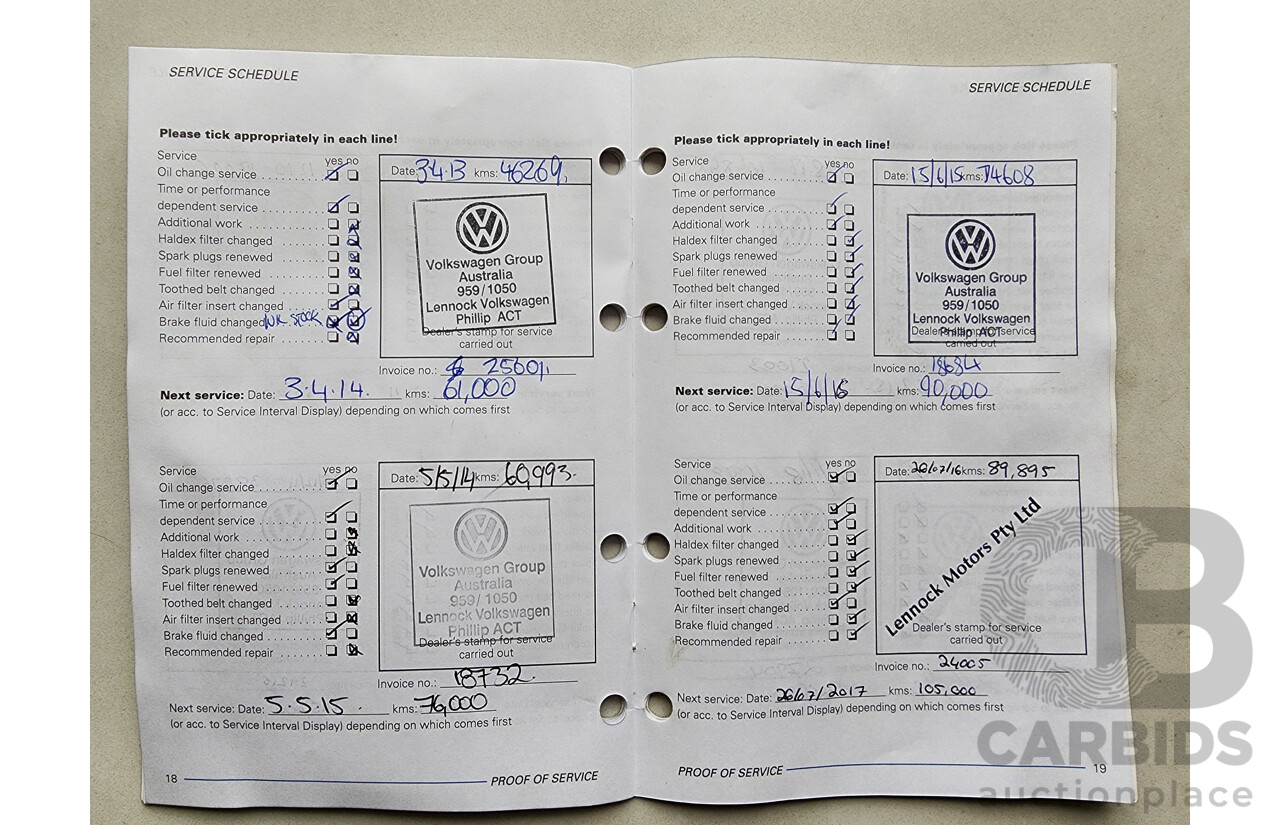 SERVICE SCHEDULE
Please tick appropriately in each line!
Service yes no
Oil change service
Time or performance
dependent service
Additional work
Haldex filter changed
Spark plugs renewed
Fuel filter renewed
Toothed belt changed
Air filter insert changed
Brake fluid changed
Recommended repair
Date: 3.4.13 kms: 46269.
Volkswagen Group
Australia
959/1050
Lennock Volkswagen
Phillip ACT
Dealer's stamp for service
carried out
Invoice no.: 25601
Next service: Date: 3.4.14. kms: 61,000
(or acc. to Service Interval Display) depending on which comes first
Service yes no
Oil change service
Time or performance
dependent service
Additional work
Haldex filter changed
Spark plugs renewed
Fuel filter renewed
Toothed belt changed
Air filter insert changed
Brake fluid changed
Recommended repair
Date: 5/5/14 kms: 60,993.
Volkswagen Group
Australia
959/1050
Lennock Volkswagen
Phillip ACT
Dealer's stamp for service
carried out
Invoice no.: 18732.
Next service: Date: 5.5.15. kms: 76,000
(or acc. to Service Interval Display) depending on which comes first
18 PROOF OF SERVICE
SERVICE SCHEDULE
Please tick appropriately in each line!
Service yes no
Oil change service
Time or performance
dependent service
Additional work
Haldex filter changed
Spark plugs renewed
Fuel filter renewed
Toothed belt changed
Air filter insert changed
Brake fluid changed
Recommended repair
Date: 15/6/15 kms: 74608
Volkswagen Group
Australia
959/1050
Lennock Volkswagen
Phillip ACT
Dealer's stamp for service
carried out
Invoice no.: 18684
Next service: Date: 15/6/16 kms: 90,000
(or acc. to Service Interval Display) depending on which comes first
Service yes no
Oil change service
Time or performance
dependent service
Additional work
Haldex filter changed
Spark plugs renewed
Fuel filter renewed
Toothed belt changed
Air filter insert changed
Brake fluid changed
Recommended repair
Date: 20/07/16 kms: 89,895
Lennock Motors Pty Ltd
Dealer's stamp for service
carried out
Invoice no.: 24005
Next service: Date: 20/07/2017 kms: 105,000
(or acc. to Service Interval Display) depending on which comes first
PROOF OF SERVICE 19
CB
CARBIDS
auctionplace